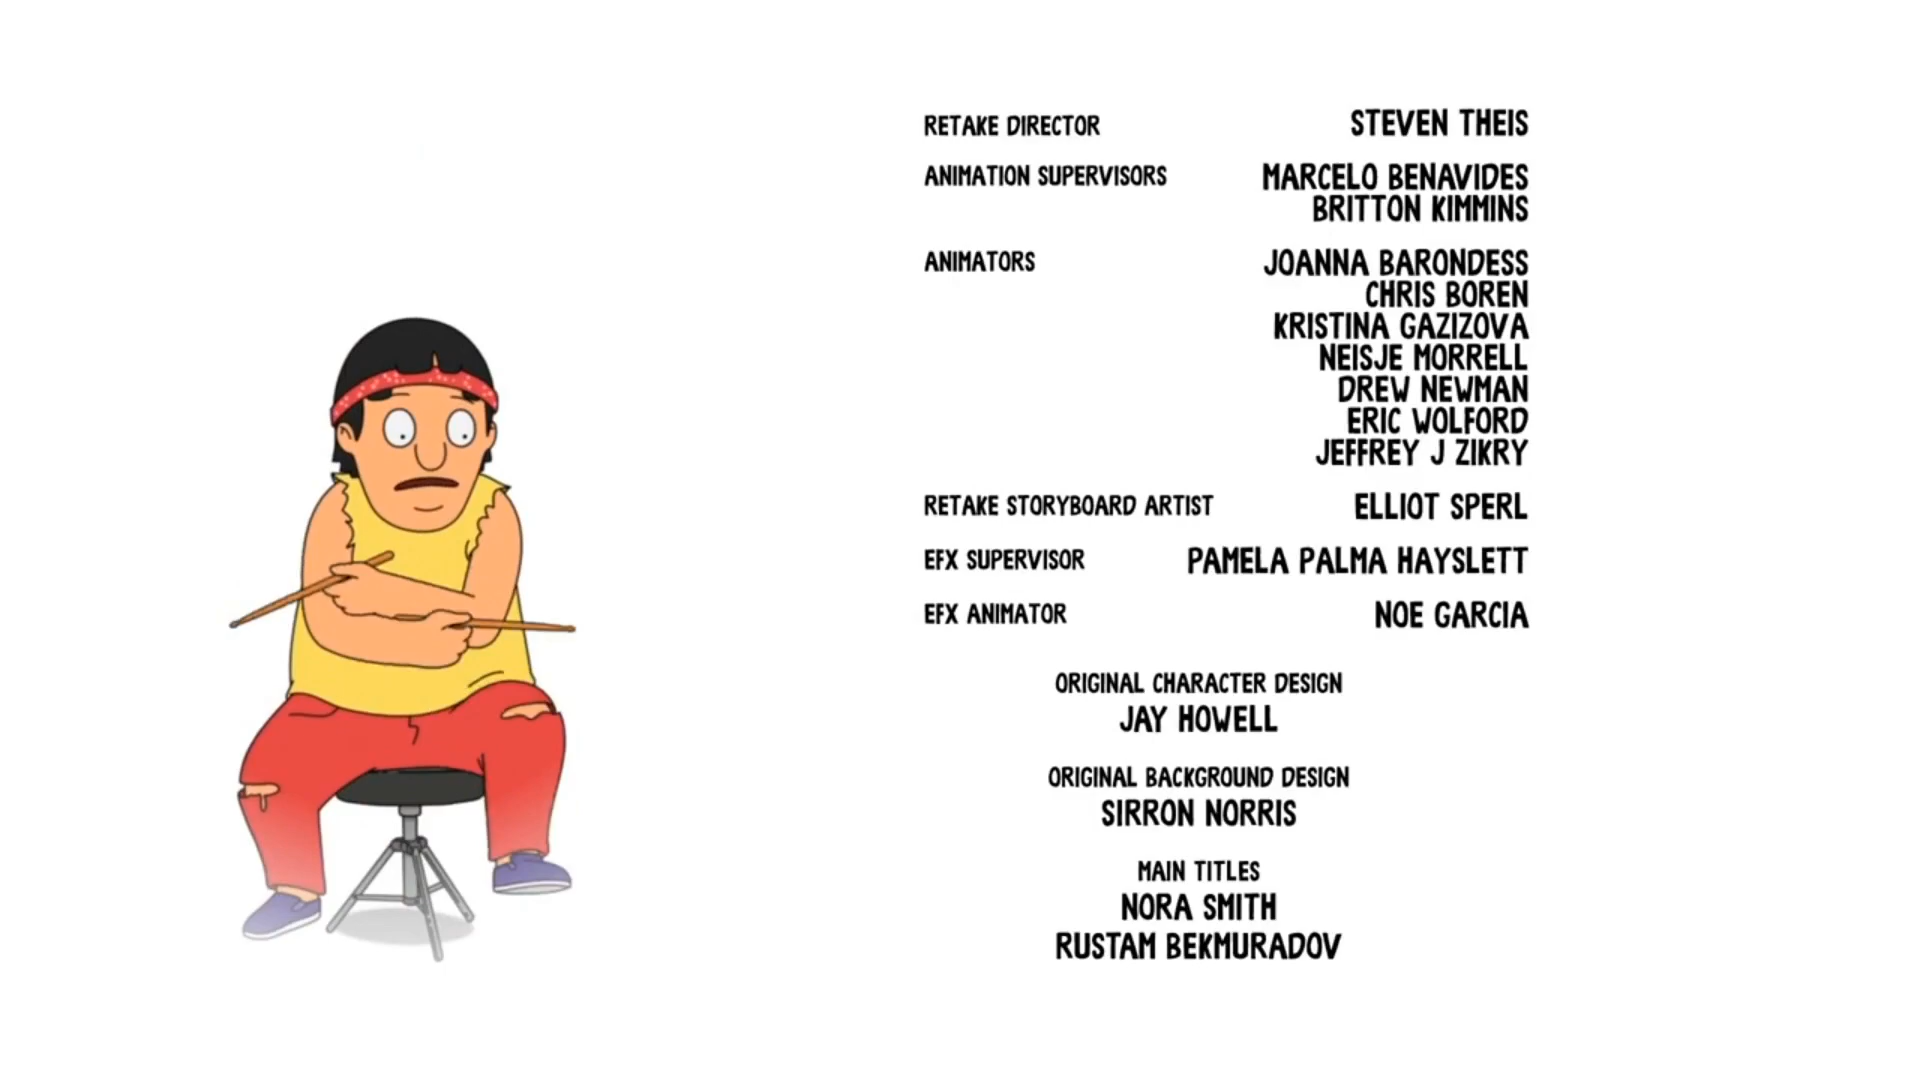 RETAKE DIRECTOR STEVEN THEIS
ANIMATION SUPERVISORS MARCELO BENAVIDES
BRITTON KIMMINS
ANIMATORS JOANNA BARONDESS
CHRIS BOREN
KRISTINA GAZIZOVA
NEISJE MORRELL
DREW NEWMAN
ERIC WOLFORD
JEFFREY J ZIKRY
RETAKE STORYBOARD ARTIST ELLIOT SPERL
EFX SUPERVISOR PAMELA PALMA HAYSLETT
EFX ANIMATOR NOE GARCIA
ORIGINAL CHARACTER DESIGN
JAY HOWELL
ORIGINAL BACKGROUND DESIGN
SIRRON NORRIS
MAIN TITLES
NORA SMITH
RUSTAM BEKMURADOV